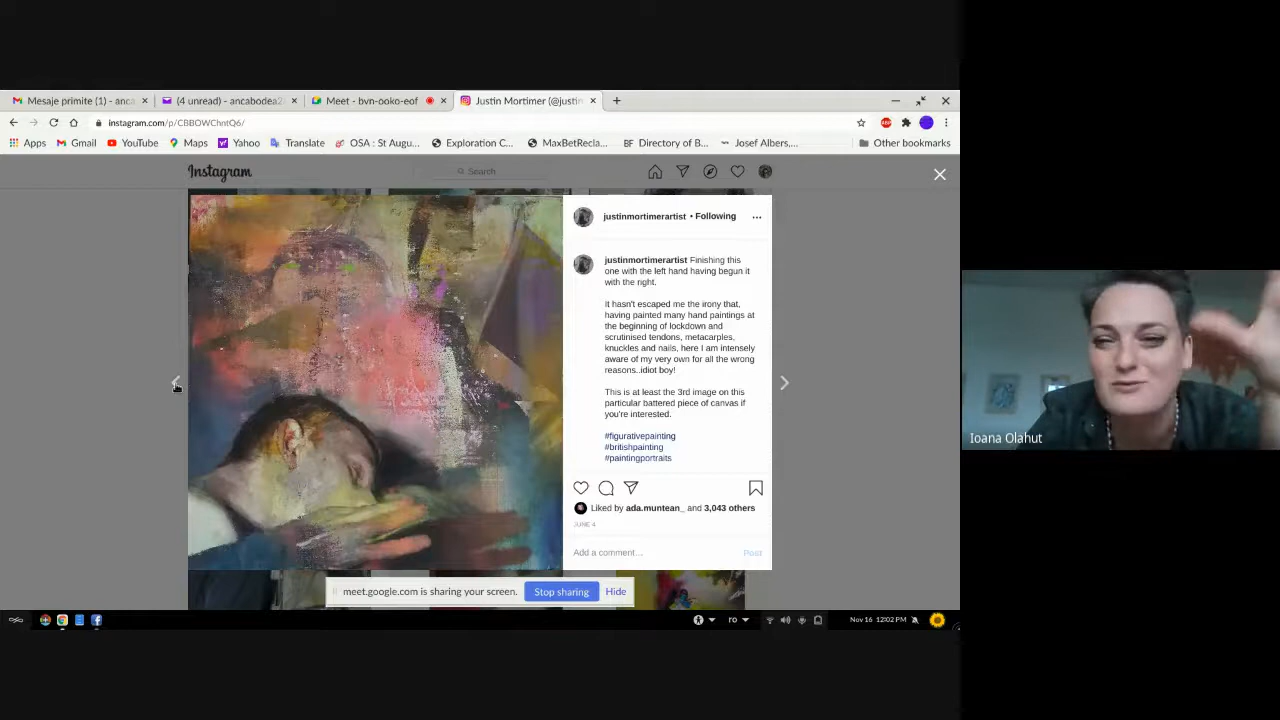 Mesaje primite (1) - anca
(4 unread) - ancabodea2
Meet - bvn-ooko-eof
Justin Mortimer (@justin
instagram.com/p/CBBOWChntQ6/
Apps
Gmail
YouTube
Maps
Yahoo
Translate
OSA : St Augu...
Exploration C...
MaxBetRecla...
BF Directory of B...
Josef Albers,...
Other bookmarks
Instagram
Search
justinmortimerartist • Following
justinmortimerartist Finishing this
one with the left hand having begun it
with the right.
It hasn't escaped me the irony that,
having painted many hand paintings at
the beginning of lockdown and
scrutinised tendons, metacarples,
knuckles and nails, here I am intensely
aware of my very own for all the wrong
reasons..idiot boy!
This is at least the 3rd image on this
particular battered piece of canvas if
you're interested.
#figurativepainting
#britishpainting
#paintingportraits
Liked by ada.muntean_ and 3,043 others
JUNE 4
Add a comment...
Post
Ioana Olahut
meet.google.com is sharing your screen.
Stop sharing
Hide
ro
Nov 16 12:02 PM